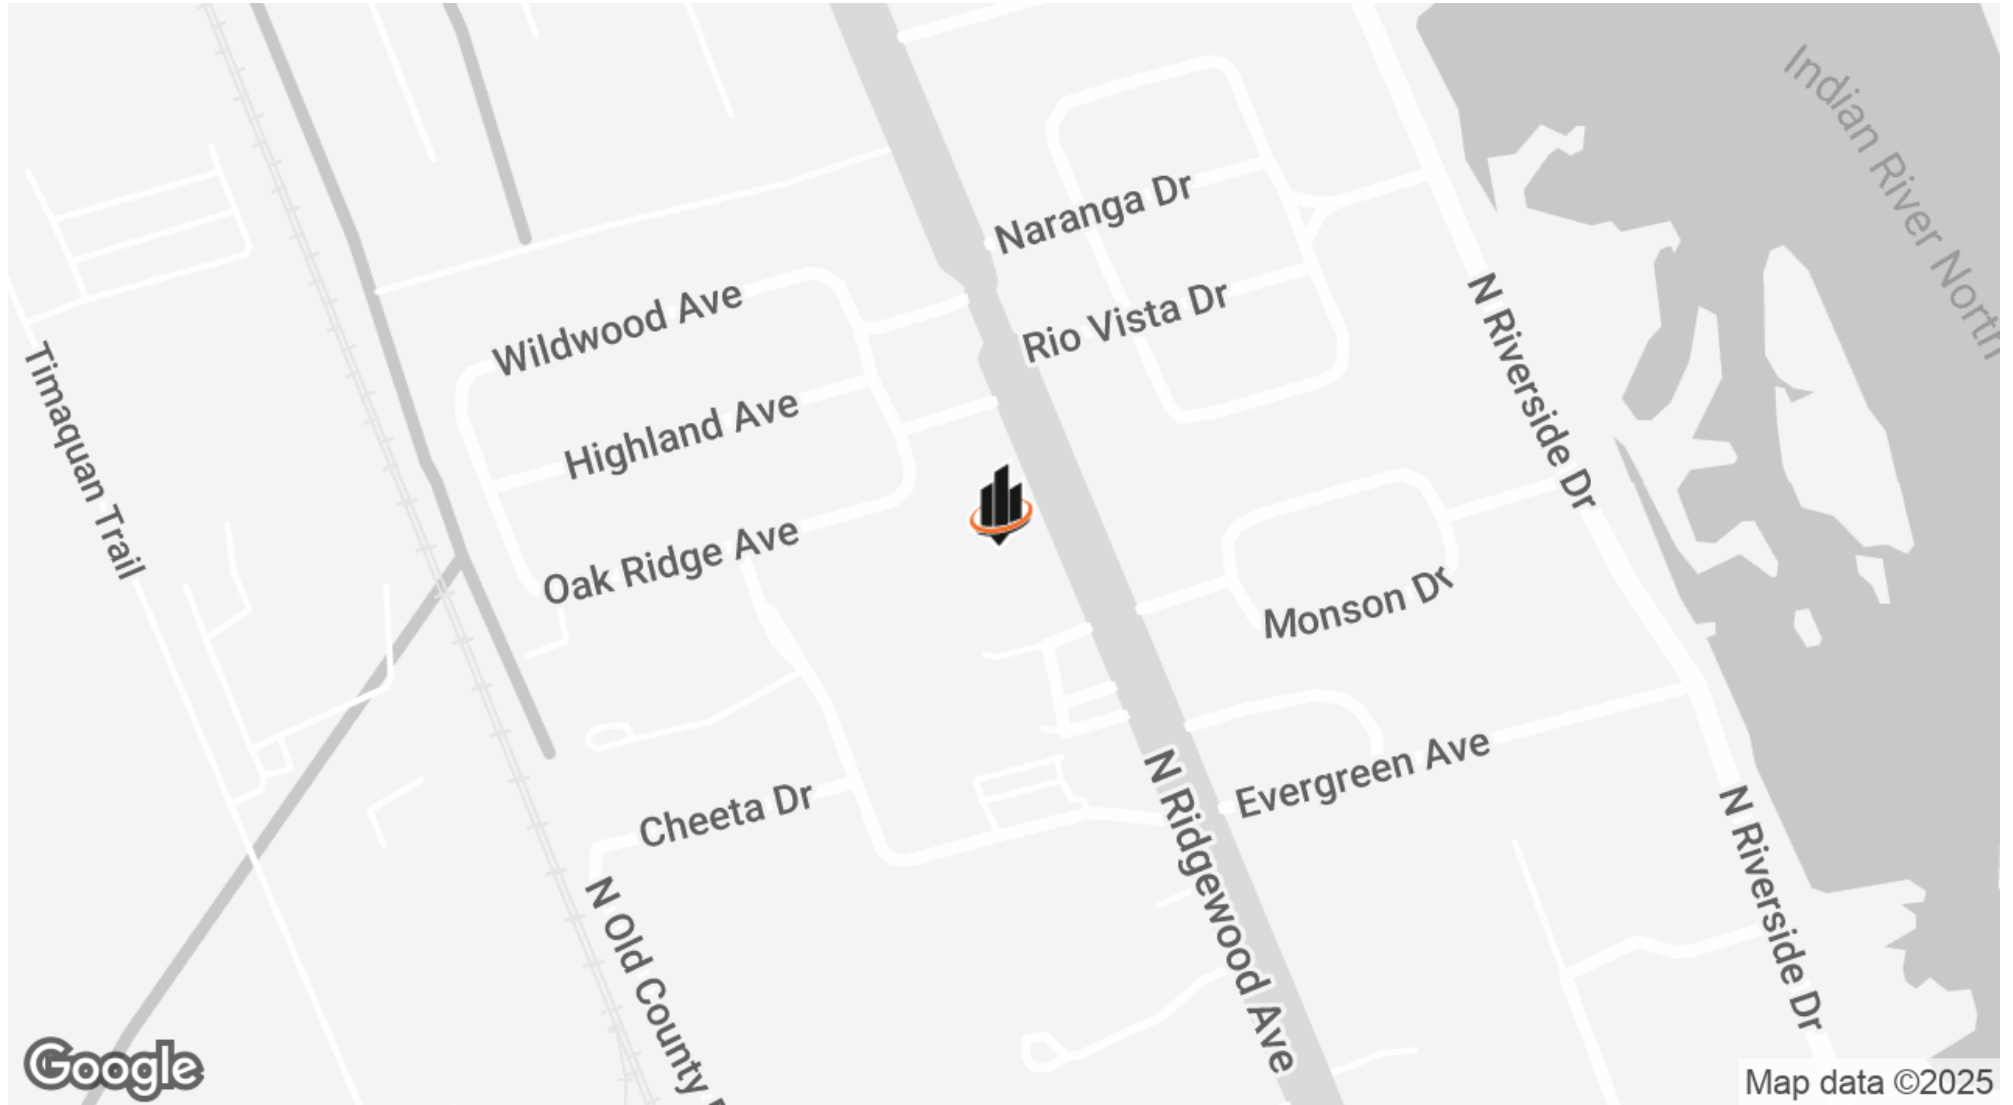 Indian River North
Naranga Dr
Wildwood Ave
Rio Vista Dr
N Riverside Dr
Timaquan Trail
Highland Ave
Oak Ridge Ave
Monson Dr
Evergreen Ave
Cheeta Dr
N Ridgewood Ave
N Riverside Dr
N Old County
Google
Map data ©2025